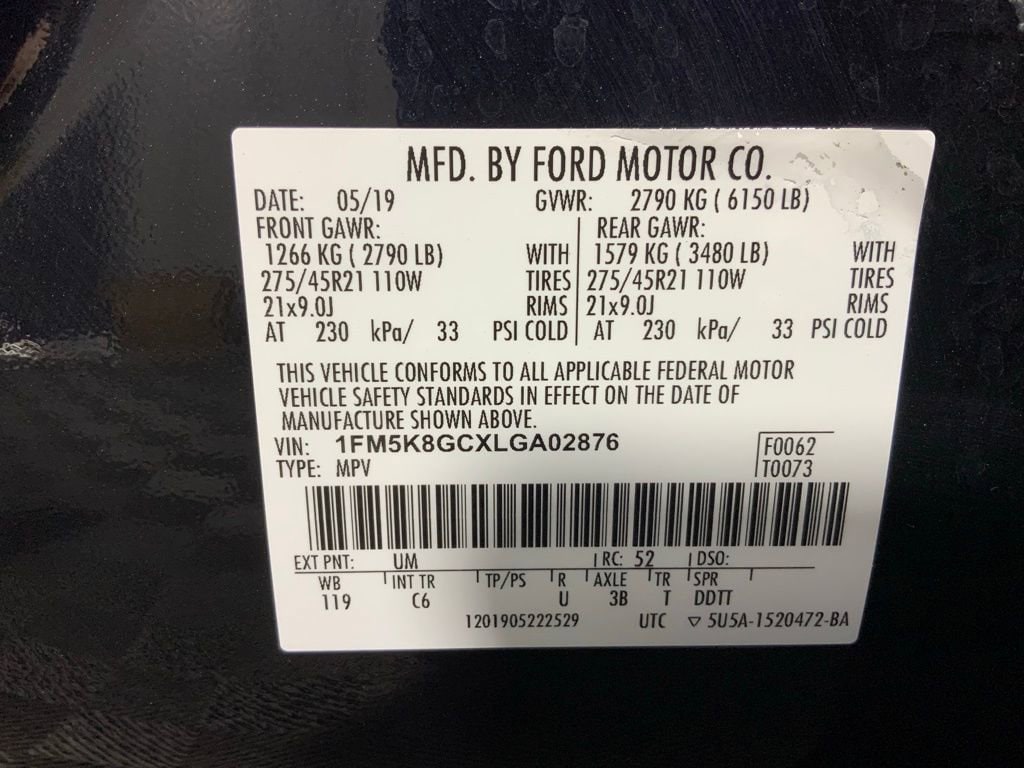 MFD. BY FORD MOTOR CO.
DATE: 05/19 GVWR: 2790 KG ( 6150 LB)
FRONT GAWR: REAR GAWR:
1266 KG ( 2790 LB) WITH 1579 KG ( 3480 LB) WITH
275/45R21 110W TIRES 275/45R21 110W TIRES
21x9.0J RIMS 21x9.0J RIMS
AT 230 kPa/ 33 PSI COLD AT 230 kPa/ 33 PSI COLD
THIS VEHICLE CONFORMS TO ALL APPLICABLE FEDERAL MOTOR
VEHICLE SAFETY STANDARDS IN EFFECT ON THE DATE OF
MANUFACTURE SHOWN ABOVE.
VIN: 1FM5K8GCXLGA02876 F0062
TYPE: MPV T0073
EXT PNT: UM RC: 52 DSO:
WB INT TR TP/PS R AXLE TR SPR
119 C6 U 3B T DDTT
1201905222529 UTC ▽ 5U5A-1520472-BA